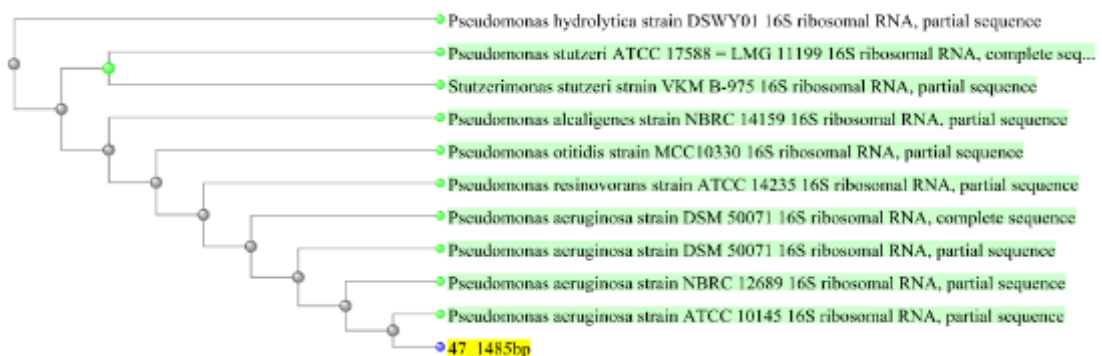 Pseudomonas hydrolytica strain DSWY01 16S ribosomal RNA, partial sequence
Pseudomonas stutzeri ATCC 17588 = LMG 11199 16S ribosomal RNA, complete seq...
Stutzerimonas stutzeri strain VKM B-975 16S ribosomal RNA, partial sequence
Pseudomonas alcaligenes strain NBRC 14159 16S ribosomal RNA, partial sequence
Pseudomonas otitidis strain MCC10330 16S ribosomal RNA, partial sequence
Pseudomonas resinovorans strain ATCC 14235 16S ribosomal RNA, partial sequence
Pseudomonas aeruginosa strain DSM 50071 16S ribosomal RNA, complete sequence
Pseudomonas aeruginosa strain DSM 50071 16S ribosomal RNA, partial sequence
Pseudomonas aeruginosa strain NBRC 12689 16S ribosomal RNA, partial sequence
Pseudomonas aeruginosa strain ATCC 10145 16S ribosomal RNA, partial sequence
47_1485bp